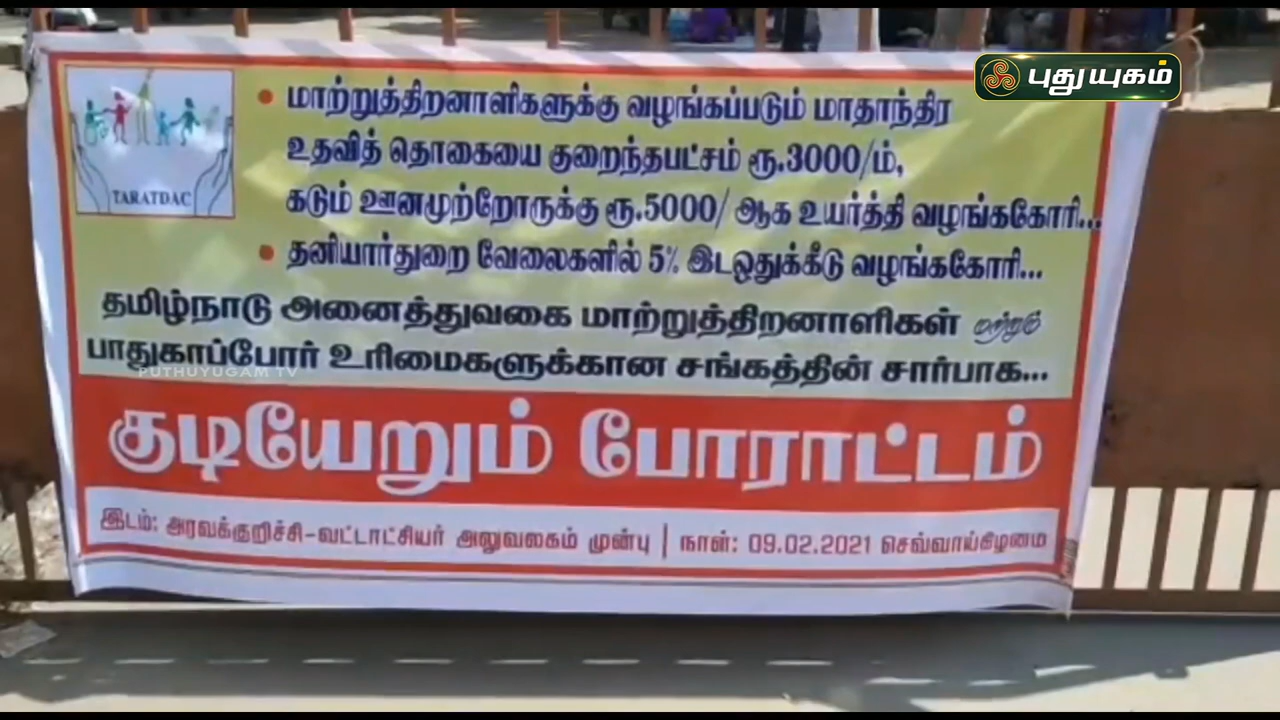 புதுயுகம்
TARATDAC
• மாற்றுத்திறனாளிகளுக்கு வழங்கப்படும் மாதாந்திர
உதவித் தொகையை குறைந்தபட்சம் ரூ.3000/ம்,
கடும் ஊனமுற்றோருக்கு ரூ.5000/ ஆக உயர்த்தி வழங்ககோரி...
• தனியார்துறை வேலைகளில் 5% இடஒதுக்கீடு வழங்ககோரி...
தமிழ்நாடு அனைத்துவகை மாற்றுத்திறனாளிகள் மற்றும்
பாதுகாப்போர் உரிமைகளுக்கான சங்கத்தின் சார்பாக...
PUTHUYUGAM TV
குடியேறும் போராட்டம்
இடம்: அரவக்குறிச்சி-வட்டாட்சியர் அலுவலகம் முன்பு | நாள்: 09.02.2021 செவ்வாய்கிழமை